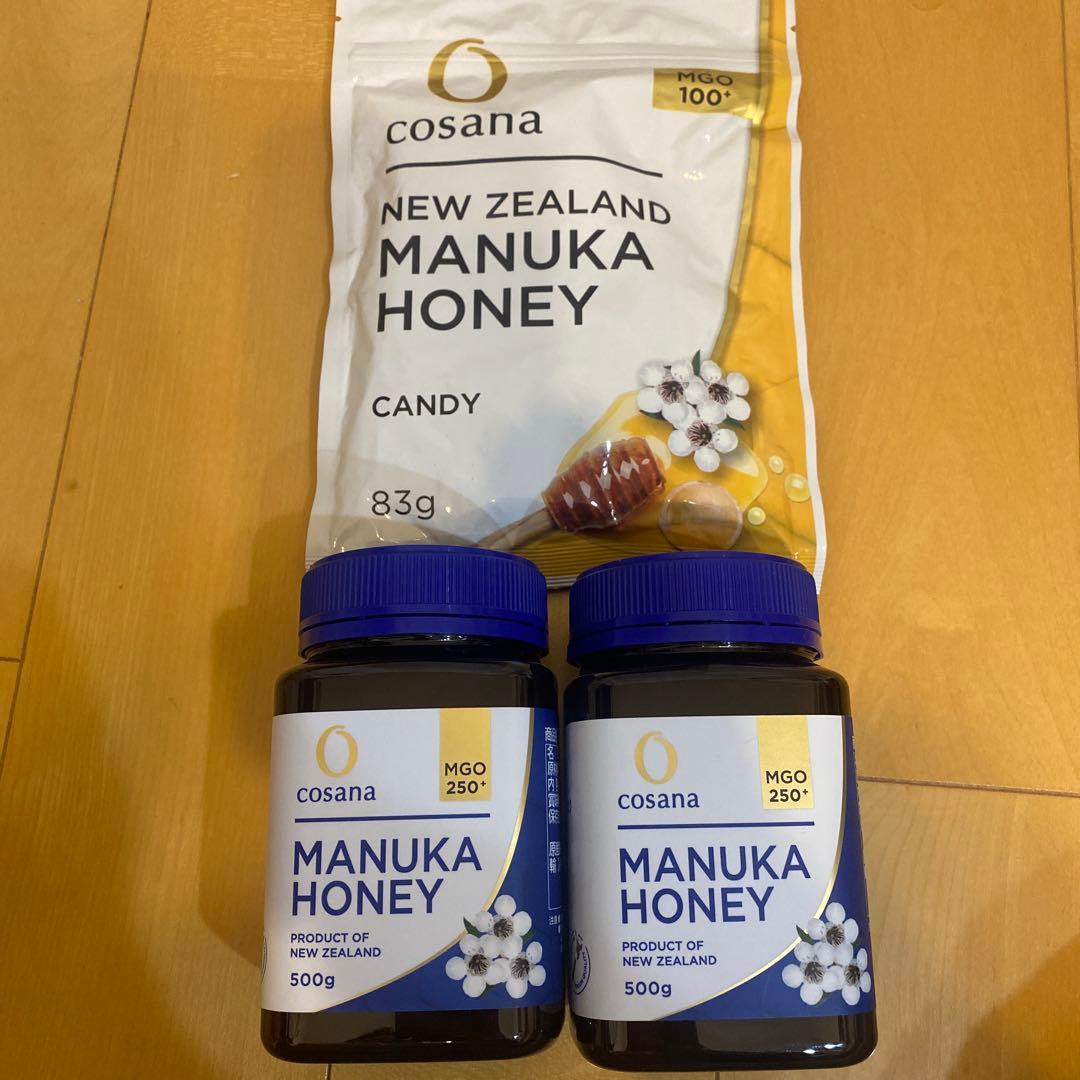 MGO
100+
cosana
NEW ZEALAND
MANUKA
HONEY
CANDY
83g
cosana
MGO
250+
MANUKA
HONEY
PRODUCT OF
NEW ZEALAND
500g
cosana
MGO
250+
MANUKA
HONEY
PRODUCT OF
NEW ZEALAND
500g